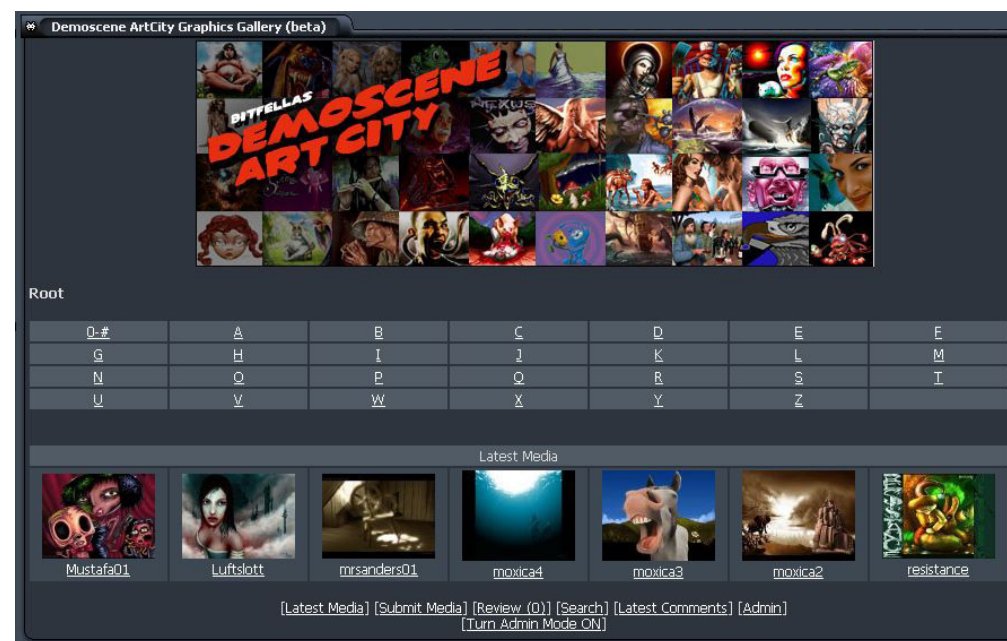 Demoscene ArtCity Graphics Gallery (beta)
BITFELLAS
DEMOSCENE
ART CITY
NEXUS
Root
0-# A B C D E F
G H I J K L M
N O P Q R S T
U V W X Y Z
Latest Media
Mustafa01 Luftslott mrsanders01 moxica4 moxica3 moxica2 resistance
[Latest Media] [Submit Media] [Review (0)] [Search] [Latest Comments] [Admin]
[Turn Admin Mode ON]